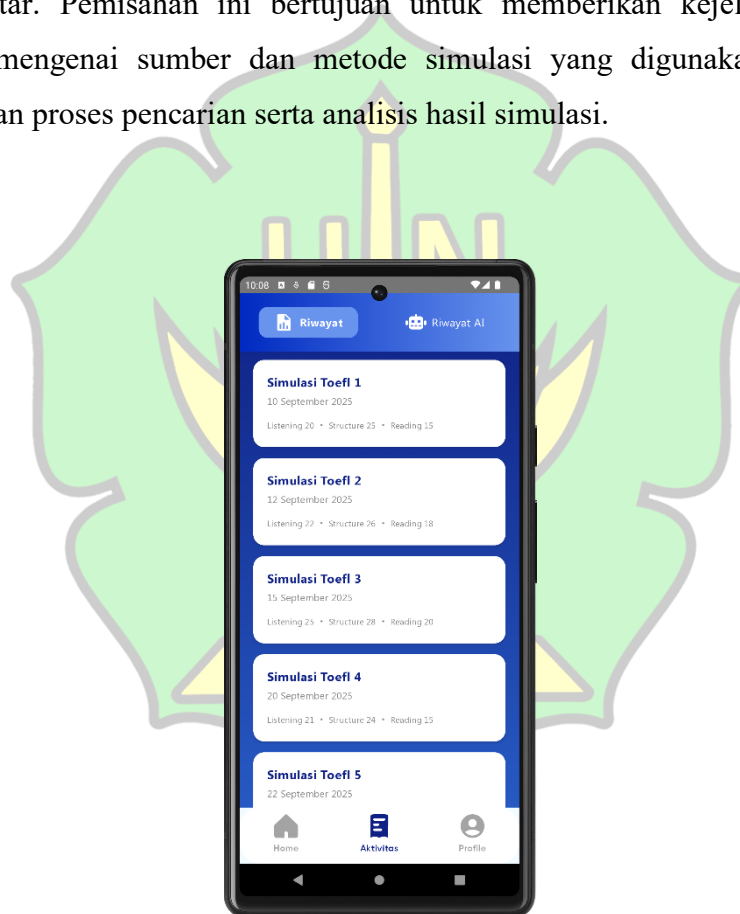 tar. Pemisahan ini bertujuan untuk memberikan
mengenai sumber dan metode simulasi yang
an proses pencarian serta analisis hasil simulasi.
UIN
10:08
Riwayat
Riwayat AI
Simulasi Toefl 1
10 September 2025
Listening 20 • Structure 25 • Reading 15
Simulasi Toefl 2
12 September 2025
Listening 22 • Structure 26 • Reading 18
Simulasi Toefl 3
15 September 2025
Listening 25 • Structure 28 • Reading 20
Simulasi Toefl 4
20 September 2025
Listening 21 • Structure 24 • Reading 15
Simulasi Toefl 5
22 September 2025
Home
Aktivitas
Profile